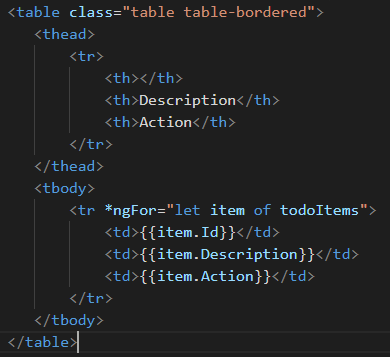 <table class="table table-bordered">
    <thead>
        <tr>
            <th></th>
            <th>Description</th>
            <th>Action</th>
        </tr>
    </thead>
    <tbody>
        <tr *ngFor="let item of todoItems">
            <td>{{item.Id}}</td>
            <td>{{item.Description}}</td>
            <td>{{item.Action}}</td>
        </tr>
    </tbody>
</table>